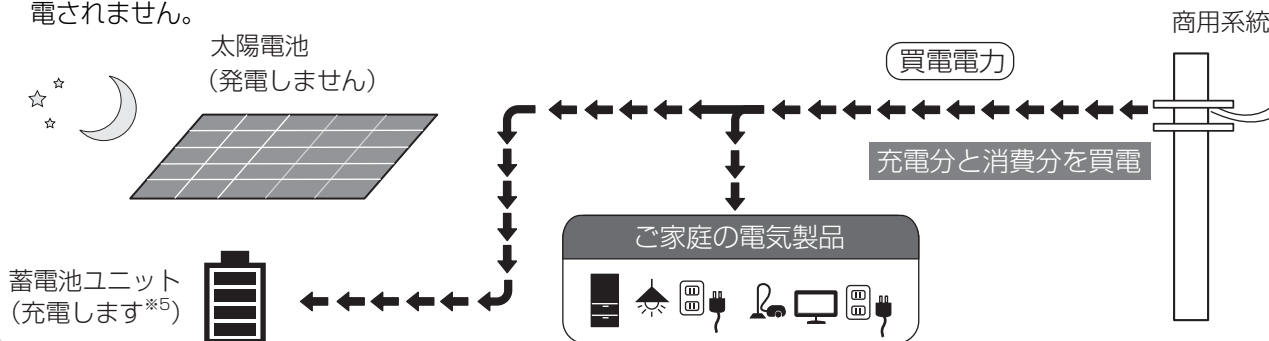 電されません。
太陽電池
（発電しません）
商用系統
買電電力
充電分と消費分を買電
ご家庭の電気製品
蓄電池ユニット
（充電します※5）